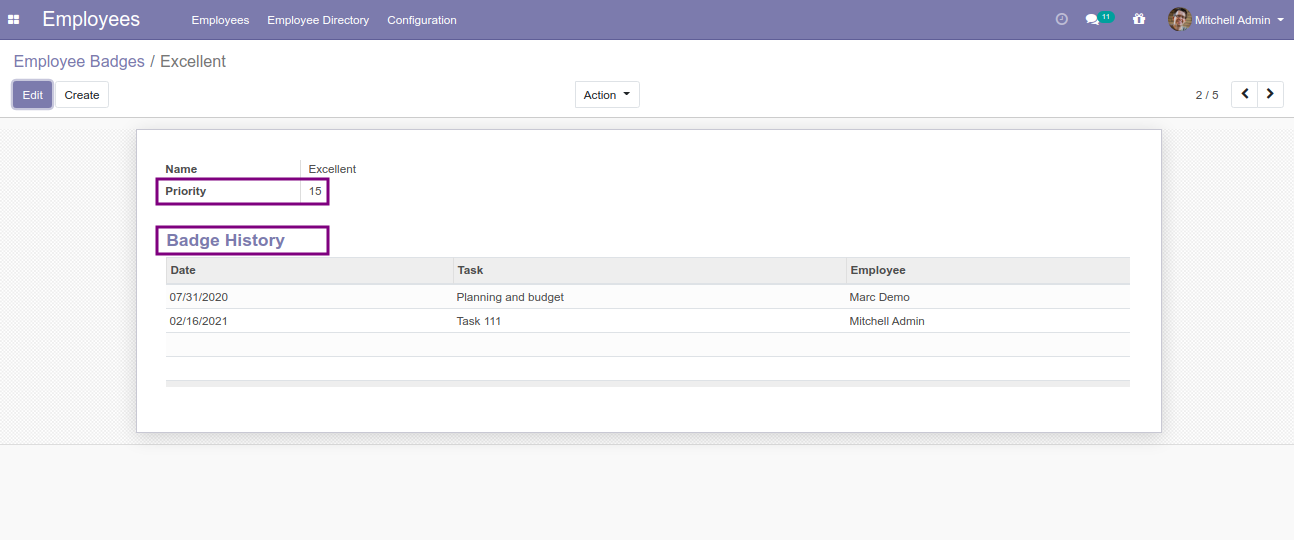 Employees Employees Employee Directory Configuration 11 Mitchell Admin
Employee Badges / Excellent
Edit Create Action 2 / 5
Name Excellent
Priority 15
Badge History
Date Task Employee
07/31/2020 Planning and budget Marc Demo
02/16/2021 Task 111 Mitchell Admin